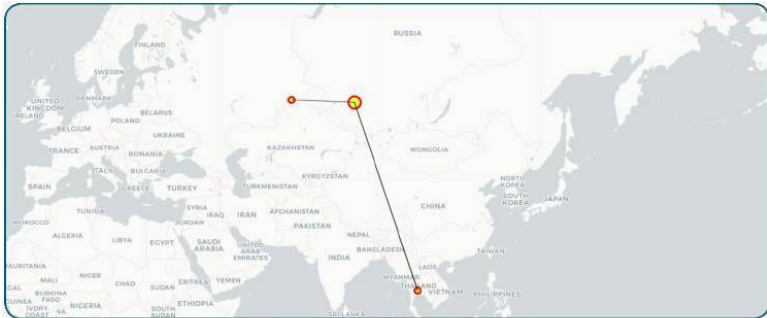 RUSSIA
FINLAND
SWEDEN
UNITED
KINGDOM
IRELAND
DENMARK
BELARUS
POLAND
BELGIUM
UKRAINE
FRANCE
AUSTRIA
ROMANIA
KAZAKHSTAN
MONGOLIA
ITALY
BULGARIA
KYRGYZSTAN
NORTH
KOREA
SPAIN
GREECE
TURKEY
TURKMENISTAN
SOUTH
KOREA
JAPAN
TUNISIA
SYRIA
IRAQ
IRAN
AFGHANISTAN
CHINA
MOROCCO
JORDAN
PAKISTAN
ALGERIA
LIBYA
EGYPT
SAUDI
ARABIA
UNITED
ARAB
EMIRATES
NEPAL
BANGLADESH
INDIA
TAIWAN
MAURITANIA
MALI
NIGER
CHAD
SUDAN
ERITREA
YEMEN
MYANMAR
LAOS
THAILAND
VIETNAM
PHILIPPINES
GUINEA
BURKINA
FASO
NIGERIA
IVORY
COAST
SOUTH
SUDAN
ETHIOPIA
SRI LANKA